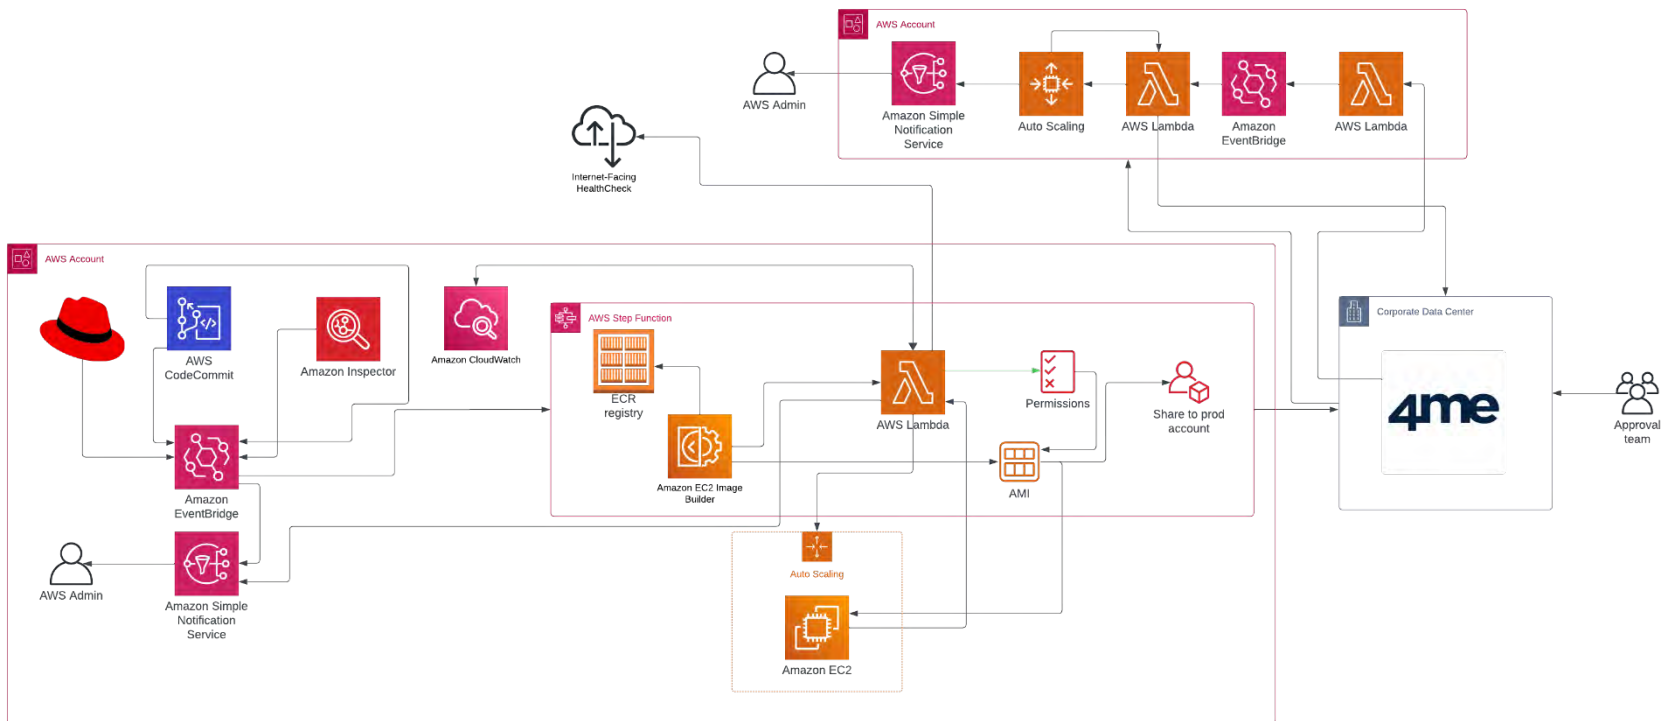 AWS Account
AWS Admin
Amazon Simple
Notification
Service
Auto Scaling
AWS Lambda
Amazon
EventBridge
AWS Lambda
Internet-Facing
HealthCheck
AWS Account
AWS
CodeCommit
Amazon Inspector
Amazon CloudWatch
AWS Step Function
ECR
registry
Amazon EC2 Image
Builder
AWS Lambda
Permissions
AMI
Share to prod
account
Corporate Data Center
4me
Approval
team
Amazon
EventBridge
AWS Admin
Amazon Simple
Notification
Service
Auto Scaling
Amazon EC2